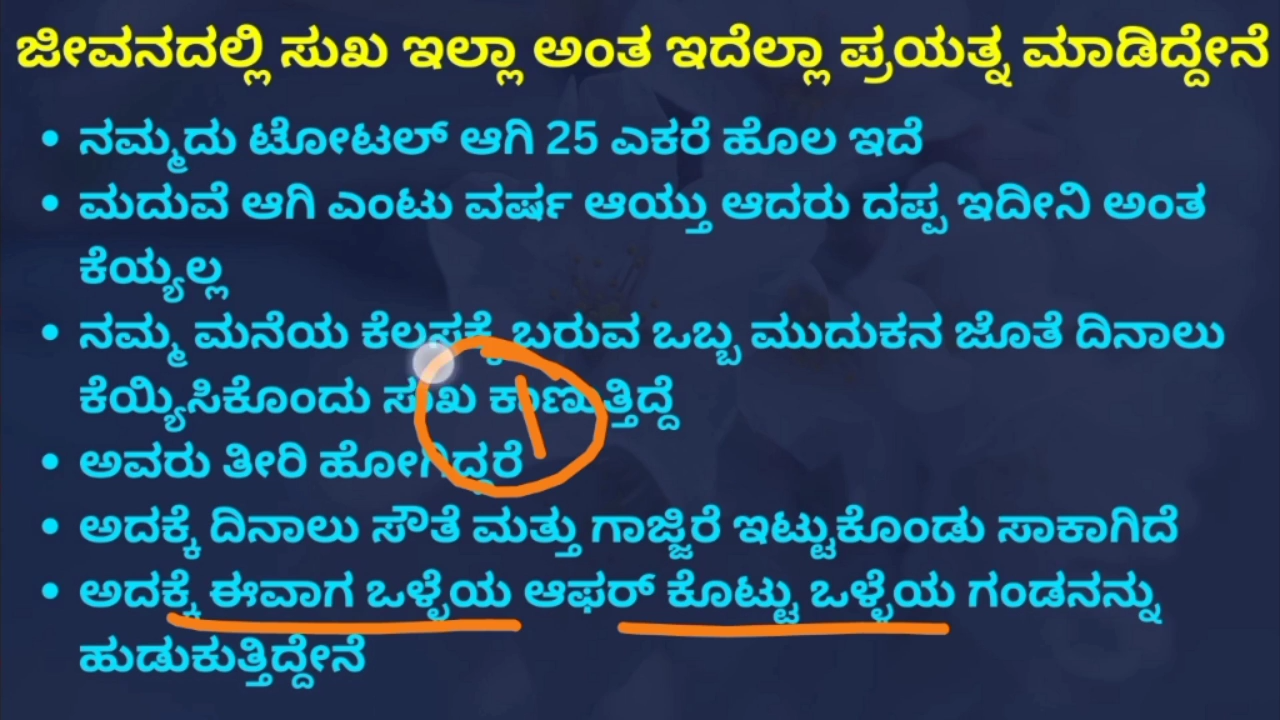 ಜೀವನದಲ್ಲಿ ಸುಖ ಇಲ್ಲಾ ಅಂತ ಇದೆಲ್ಲಾ ಪ್ರಯತ್ನ ಮಾಡಿದ್ದೇನೆ
• ನಮ್ಮದು ಟೋಟಲ್ ಆಗಿ 25 ಎಕರೆ ಹೊಲ ಇದೆ
• ಮದುವೆ ಆಗಿ ಎಂಟು ವರ್ಷ ಆಯ್ತು ಆದರು ದಪ್ಪ ಇದೀನಿ ಅಂತ
ಕೆಯ್ಯಲ್ಲ
• ನಮ್ಮ ಮನೆಯ ಕೆಲಸಕ್ಕೆ ಬರುವ ಒಬ್ಬ ಮುದುಕನ ಜೊತೆ ದಿನಾಲು
ಕೆಯ್ಯಿಸಿಕೊಂದು ಸುಖ ಕಾಣುತ್ತಿದ್ದೆ
• ಅವರು ತೀರಿ ಹೋಗಿದ್ದರೆ
• ಅದಕ್ಕೆ ದಿನಾಲು ಸೌತೆ ಮತ್ತು ಗಾಜ್ಜಿರೆ ಇಟ್ಟುಕೊಂಡು ಸಾಕಾಗಿದೆ
• ಅದಕ್ಕೆ ಈವಾಗ ಒಳ್ಳೆಯ ಆಫರ್ ಕೊಟ್ಟು ಒಳ್ಳೆಯ ಗಂಡನನ್ನು
ಹುಡುಕುತ್ತಿದ್ದೇನೆ